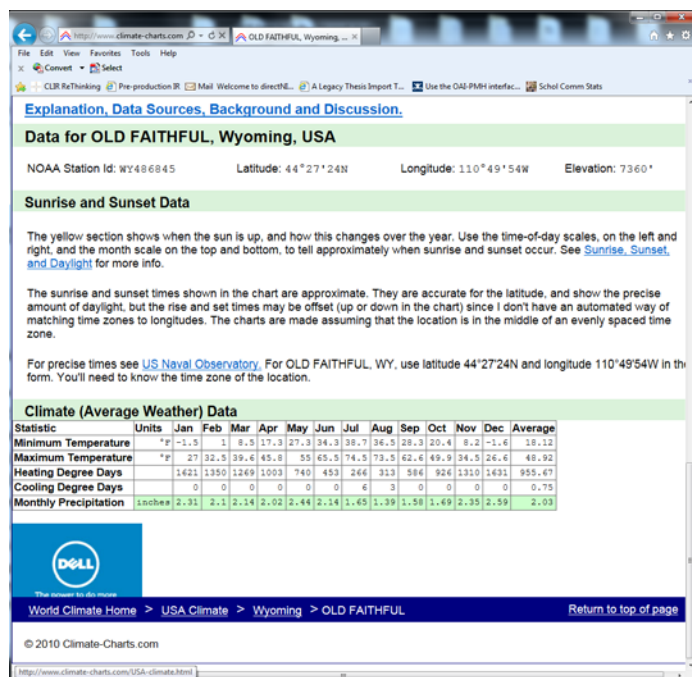 http://www.climate-charts.com
OLD FAITHFUL, Wyoming, ...
File Edit View Favorites Tools Help
x Convert Select
CLIR ReThinking Pre-production IR Mail Welcome to directNI... A Legacy Thesis Import T... Use the OAI-PMH interfac... Schol Comm Stats
Explanation, Data Sources, Background and Discussion.
Data for OLD FAITHFUL, Wyoming, USA
NOAA Station Id: WY486845 Latitude: 44°27'24N Longitude: 110°49'54W Elevation: 7360'
Sunrise and Sunset Data
The yellow section shows when the sun is up, and how this changes over the year. Use the time-of-day scales, on the left and
right, and the month scale on the top and bottom, to tell approximately when sunrise and sunset occur. See Sunrise, Sunset,
and Daylight for more info.
The sunrise and sunset times shown in the chart are approximate. They are accurate for the latitude, and show the precise
amount of daylight, but the rise and set times may be offset (up or down in the chart) since I don't have an automated way of
matching time zones to longitudes. The charts are made assuming that the location is in the middle of an evenly spaced time
zone.
For precise times see US Naval Observatory. For OLD FAITHFUL, WY, use latitude 44°27'24N and longitude 110°49'54W in the
form. You'll need to know the time zone of the location.
Climate (Average Weather) Data
Statistic Units Jan Feb Mar Apr May Jun Jul Aug Sep Oct Nov Dec Average
Minimum Temperature °F -1.5 1 8.5 17.3 27.3 34.3 38.7 36.5 28.3 20.4 8.2 -1.6 18.12
Maximum Temperature °F 27 32.5 39.6 45.8 55 65.5 74.5 73.5 62.6 49.9 34.5 26.6 48.92
Heating Degree Days 1621 1350 1269 1003 740 453 266 313 586 926 1310 1631 955.67
Cooling Degree Days 0 0 0 0 0 0 6 3 0 0 0 0 0.75
Monthly Precipitation inches 2.31 2.1 2.14 2.02 2.44 2.14 1.65 1.39 1.58 1.69 2.35 2.59 2.03
DELL
The power to do more
World Climate Home > USA Climate > Wyoming > OLD FAITHFUL Return to top of page
© 2010 Climate-Charts.com
http://www.climate-charts.com/USA-climate.html